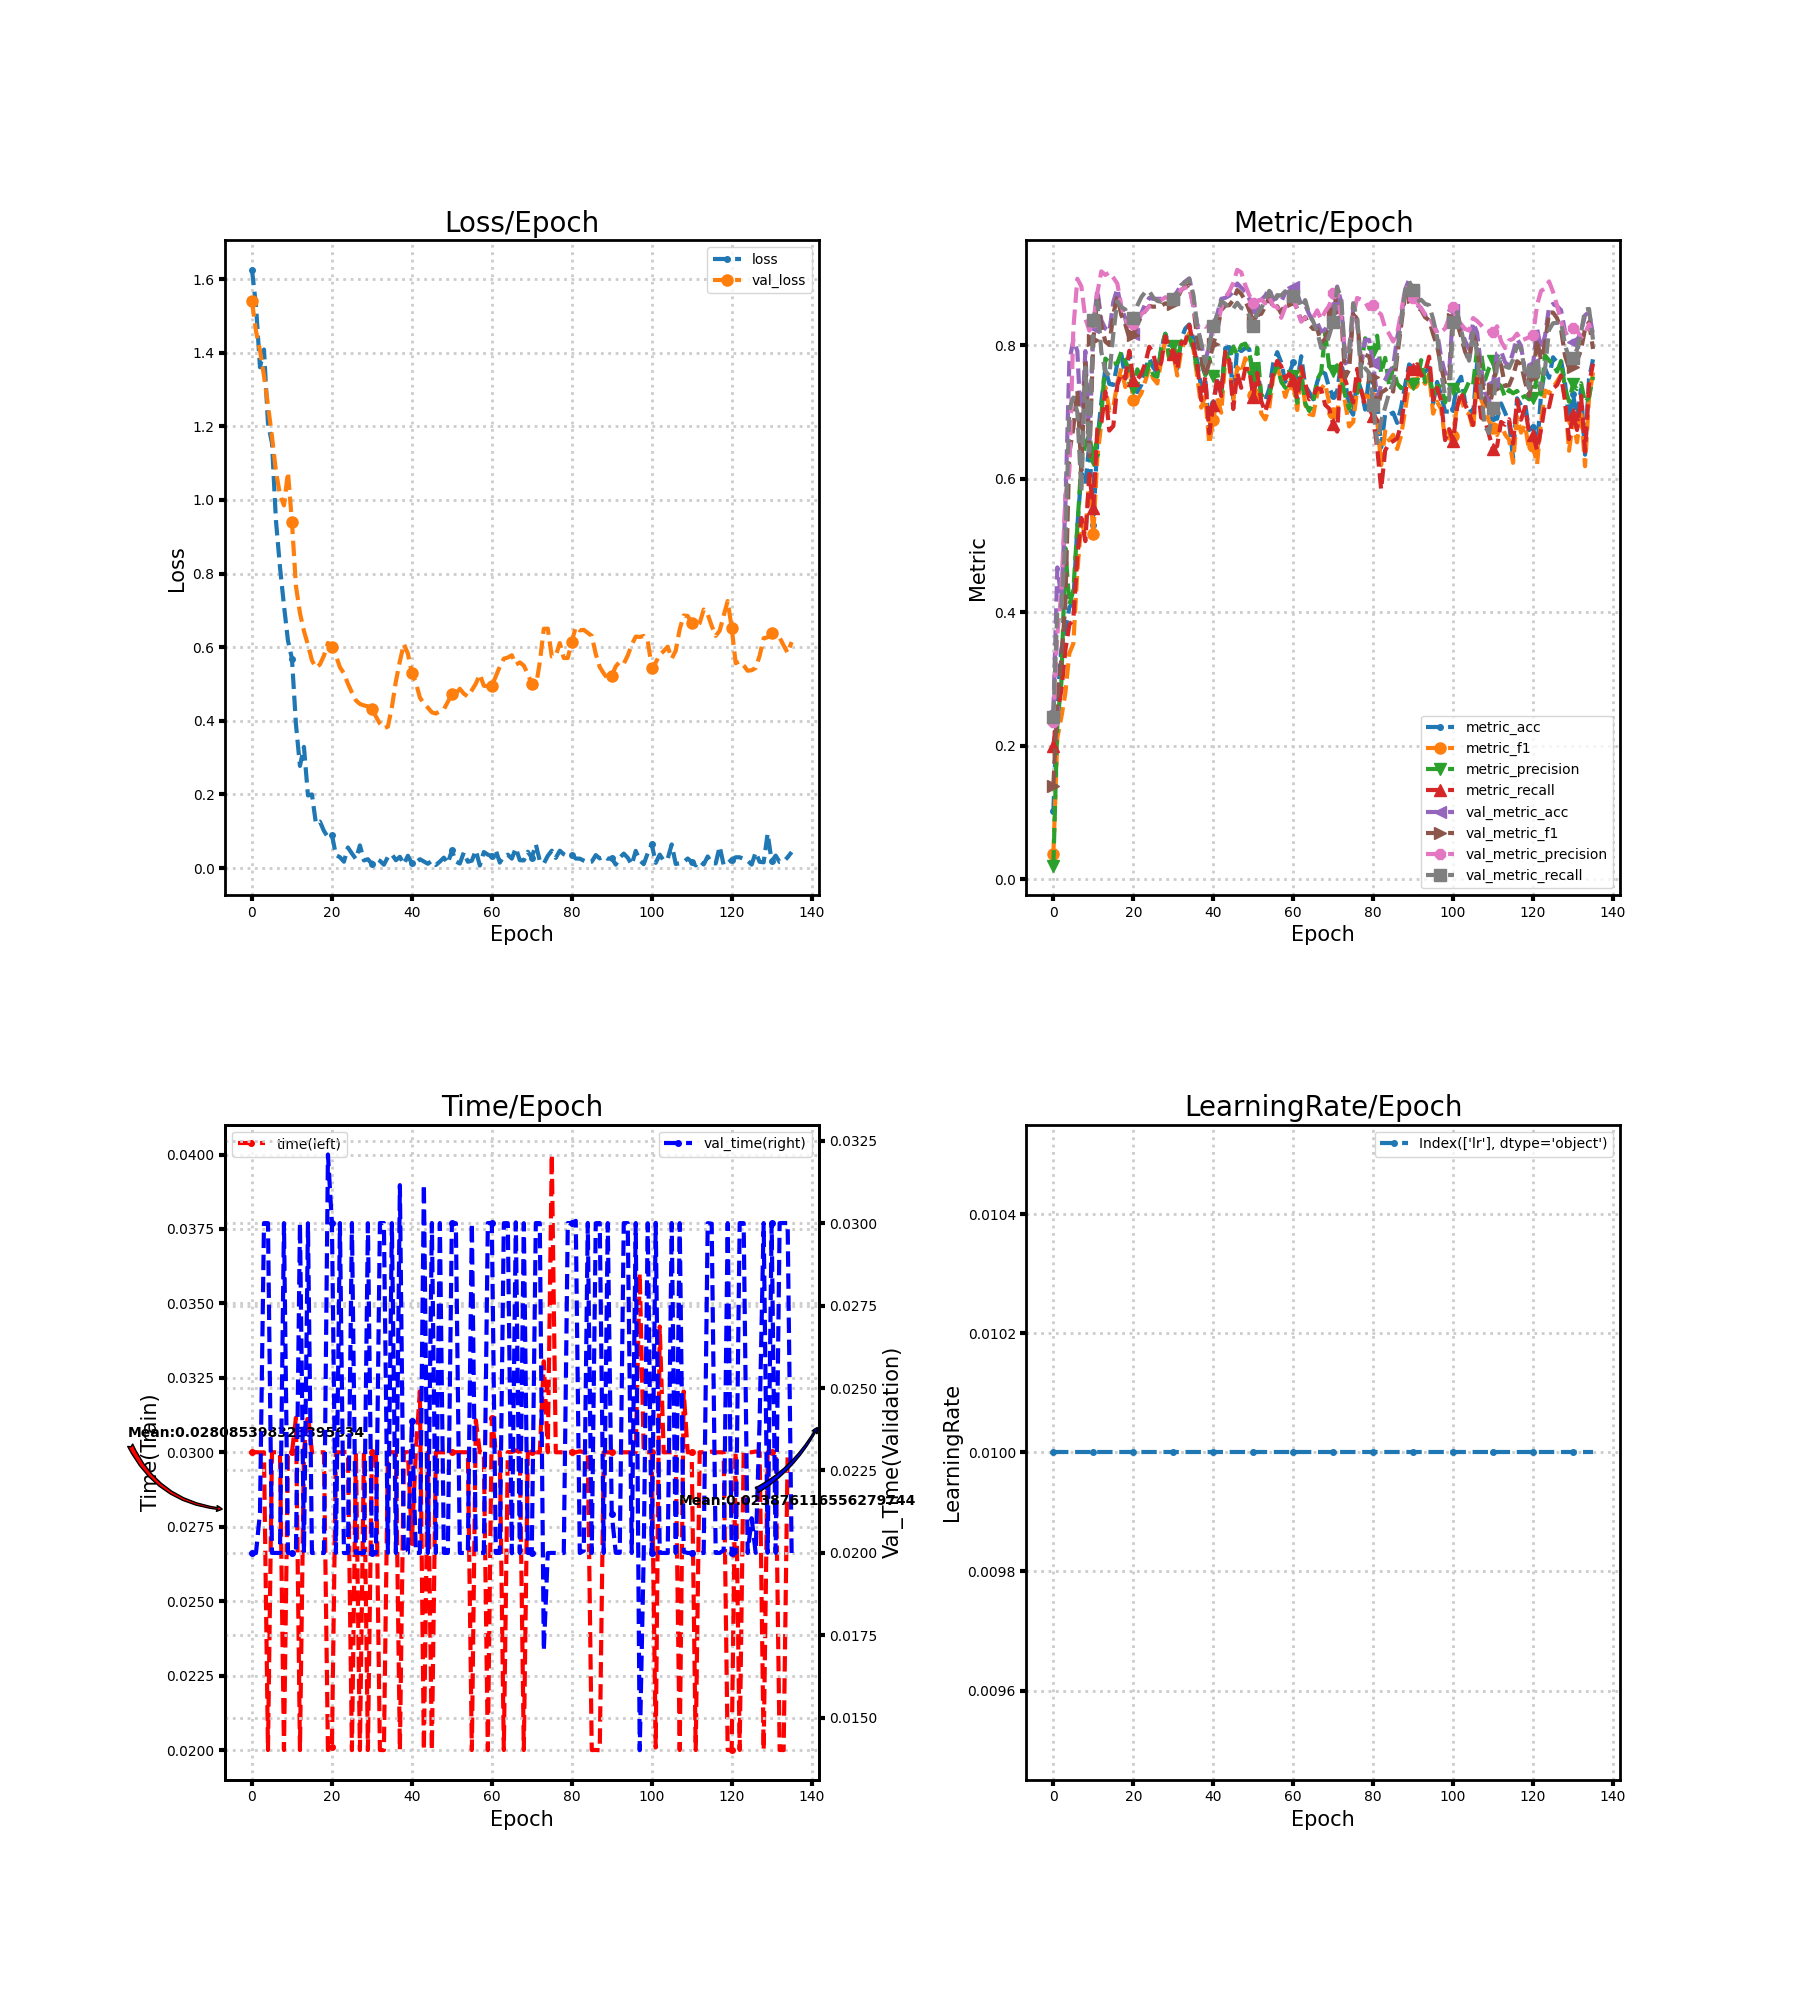 Loss/Epoch
loss
val_loss
1.6
1.4
1.2
1.0
0.8
0.6
0.4
0.2
0.0
Loss
0 20 40 60 80 100 120 140
Epoch
Metric/Epoch
0.8
0.6
0.4
0.2
0.0
Metric
metric_acc
metric_f1
metric_precision
metric_recall
val_metric_acc
val_metric_f1
val_metric_precision
val_metric_recall
0 20 40 60 80 100 120 140
Epoch
Time/Epoch
time(left)
val_time(right)
0.0400
0.0375
0.0350
0.0325
0.0300
0.0275
0.0250
0.0225
0.0200
Time(Train)
0.0325
0.0300
0.0275
0.0250
0.0225
0.0200
0.0175
0.0150
Val_Time(Validation)
0 20 40 60 80 100 120 140
Epoch
LearningRate/Epoch
Index(['lr'], dtype='object')
0.0104
0.0102
0.0100
0.0098
0.0096
LearningRate
0 20 40 60 80 100 120 140
Epoch